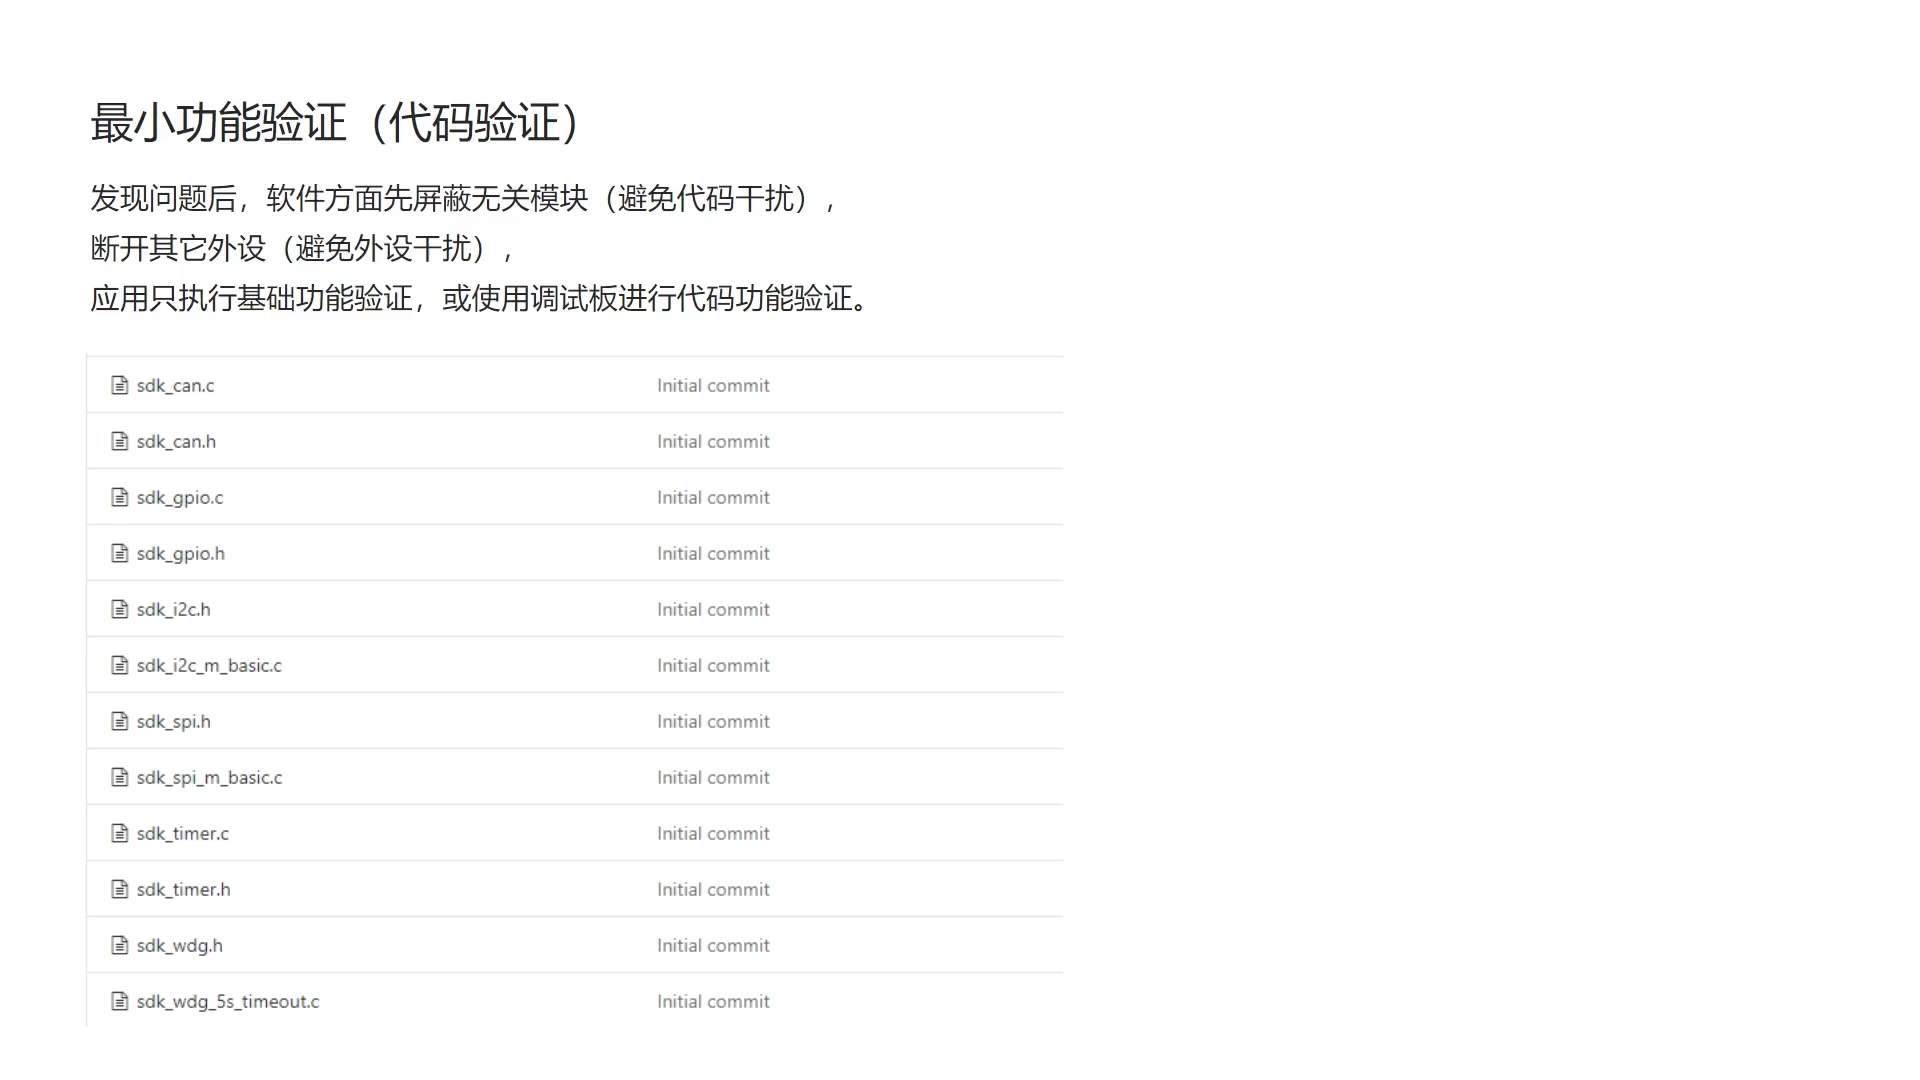 最小功能验证（代码验证）
发现问题后，软件方面先屏蔽无关模块（避免代码干扰），
断开其它外设（避免外设干扰），
应用只执行基础功能验证，或使用调试板进行代码功能验证。
sdk_can.c Initial commit
sdk_can.h Initial commit
sdk_gpio.c Initial commit
sdk_gpio.h Initial commit
sdk_i2c.h Initial commit
sdk_i2c_m_basic.c Initial commit
sdk_spi.h Initial commit
sdk_spi_m_basic.c Initial commit
sdk_timer.c Initial commit
sdk_timer.h Initial commit
sdk_wdg.h Initial commit
sdk_wdg_5s_timeout.c Initial commit